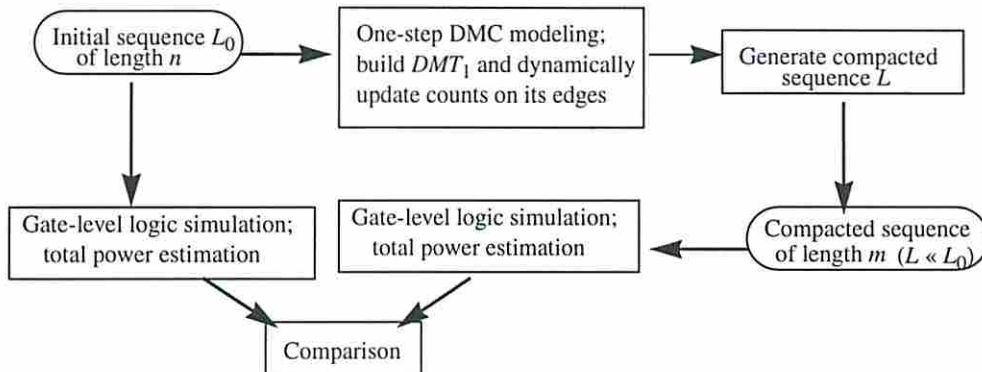 Initial sequence L₀
of length n
One-step DMC modeling;
build DMT₁ and dynamically
update counts on its edges
Generate compacted
sequence L
Gate-level logic simulation;
total power estimation
Gate-level logic simulation;
total power estimation
Compacted sequence
of length m (L « L₀)
Comparison